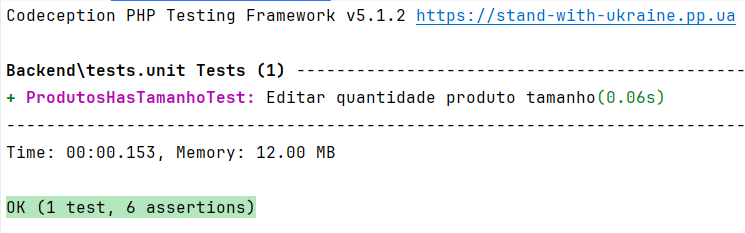 Codeception PHP Testing Framework v5.1.2 https://stand-with-ukraine.pp.ua
Backend\tests.unit Tests (1) ---------------------------------------------
+ ProdutosHasTamanhoTest: Editar quantidade produto tamanho(0.06s)
--------------------------------------------------------------------------
Time: 00:00.153, Memory: 12.00 MB
OK (1 test, 6 assertions)